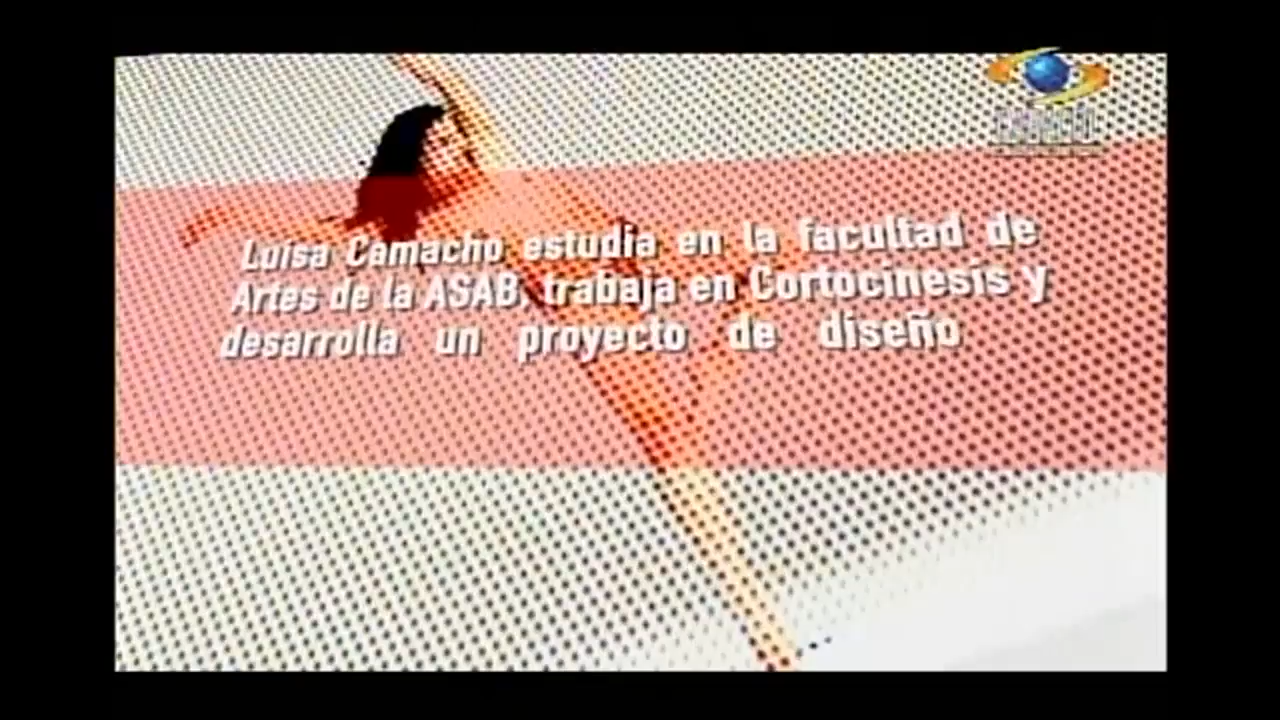 CARACOL
Luisa Camacho estudia en la facultad de
Artes de la ASAB, trabaja en Cortocinesis y
desarrolla un proyecto de diseño